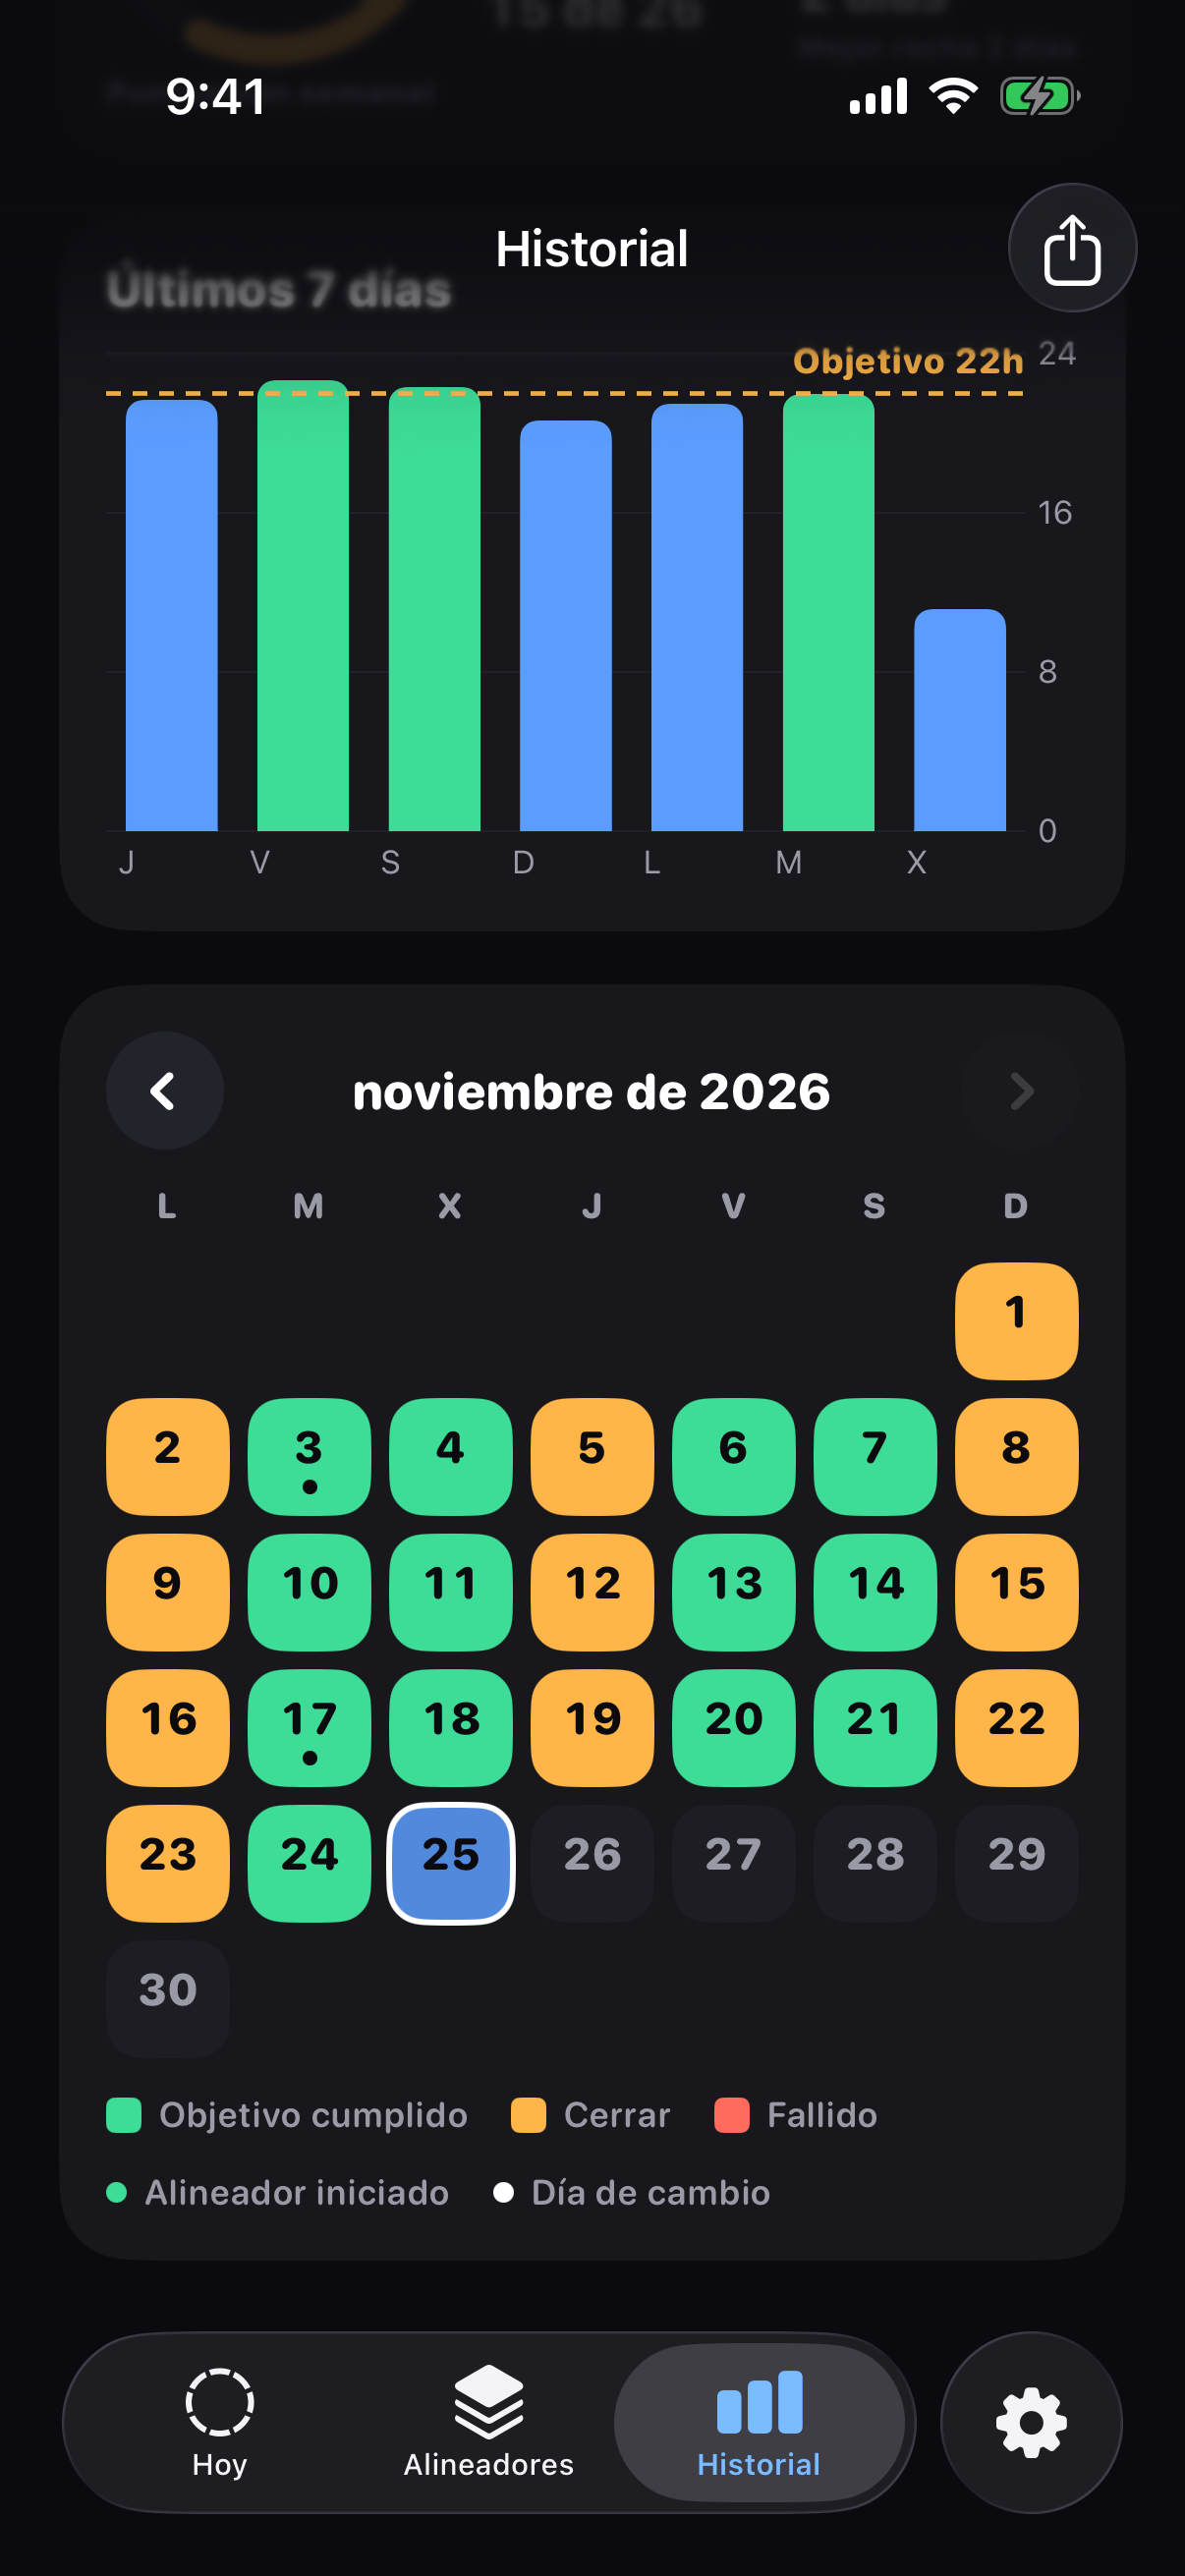 15 de 26
9:41
Historial
Últimos 7 días
Objetivo 22h
24
16
8
0
J V S D L M X
noviembre de 2026
L M X J V S D
1
2 3 4 5 6 7 8
9 10 11 12 13 14 15
16 17 18 19 20 21 22
23 24 25 26 27 28 29
30
Objetivo cumplido Cerrar Fallido
Alineador iniciado Día de cambio
Hoy Alineadores Historial